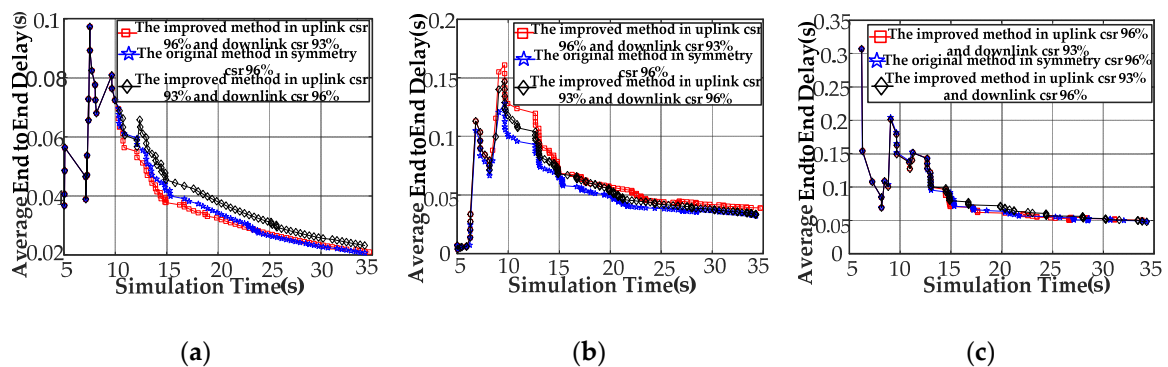 Average End to End Delay(s)
0.1
0.08
0.06
0.04
0.02
5
5
10
15
20
25
30
35
Simulation Time(s)
The improved method in uplink csr
96% and downlink csr 93%
The original method in symmetry
csr 96%
The improved method in uplink csr
93% and downlink csr 96%
(a)
Average End to End Delay(s)
0.2
0.15
0.1
0.05
0
5
5
10
15
20
25
30
35
Simulation Time(s)
The improved method in uplink csr
96% and downlink csr 93%
The original method in symmetry
csr 96%
The improved method in uplink csr
93% and downlink csr 96%
(b)
Average End to End Delay(s)
0.35
0.3
0.25
0.2
0.15
0.1
0.05
0
5
10
15
20
25
30
35
Simulation Time(s)
The improved method in uplink csr 96%
and downlink csr 93%
The original method in symmetry csr 96%
The improved method in uplink csr 93%
and downlink csr 96%
(c)